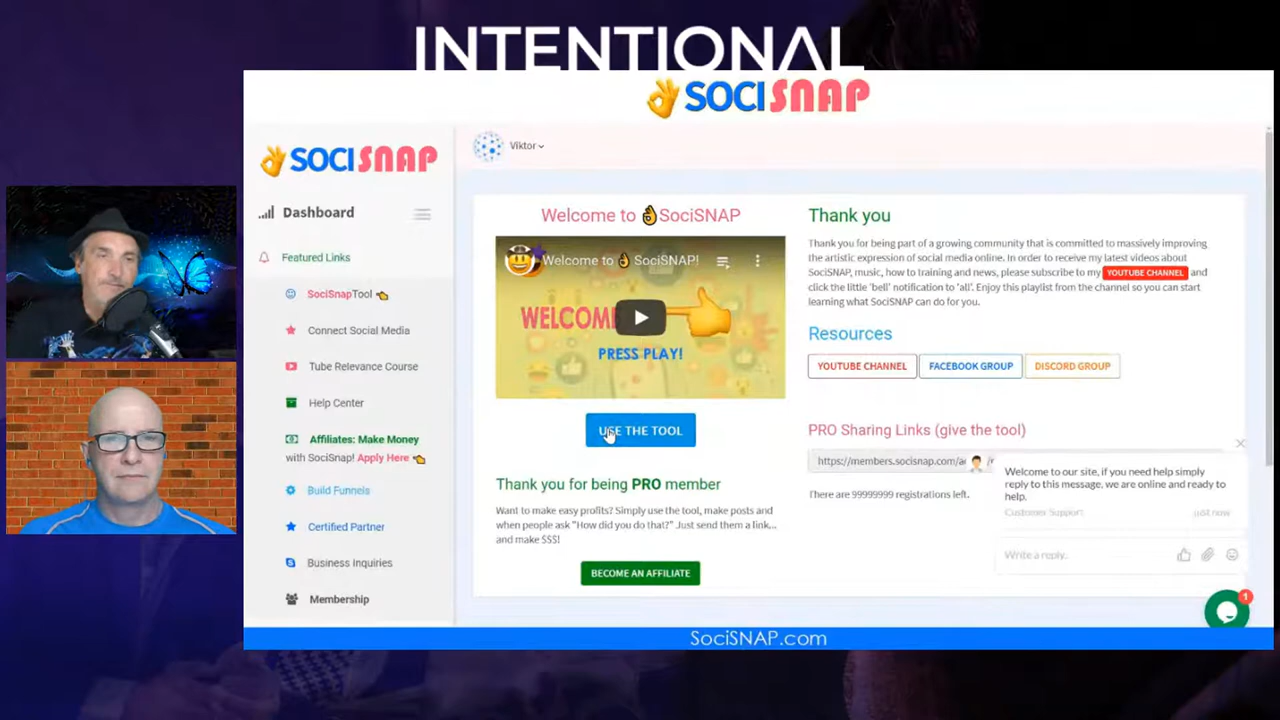 INTENTIONAL
SOCISNAP
SOCISNAP
Viktor
Dashboard
Featured Links
SociSnapTool
Connect Social Media
Tube Relevance Course
Help Center
Affiliates: Make Money
with SociSnap! Apply Here
Build Funnels
Certified Partner
Business Inquiries
Membership
Welcome to 👌SociSNAP
Welcome to 👌 SociSNAP!
WELCOME
PRESS PLAY!
USE THE TOOL
Thank you for being PRO member
Want to make easy profits? Simply use the tool, make posts and
when people ask "How did you do that?" Just send them a link...
and make $$$!
BECOME AN AFFILIATE
Thank you
Thank you for being part of a growing community that is committed to massively improving
the artistic expression of social media online. In order to receive my latest videos about
SociSNAP, music, how to training and news, please subscribe to my YOUTUBE CHANNEL and
click the little 'bell' notification to 'all'. Enjoy this playlist from the channel so you can start
learning what SociSNAP can do for you.
Resources
YOUTUBE CHANNEL FACEBOOK GROUP DISCORD GROUP
PRO Sharing Links (give the tool)
https://members.socisnap.com/a
There are 99999999 registrations left.
Welcome to our site, if you need help simply
reply to this message, we are online and ready to
help.
Customer Support just now
Write a reply..
1
SociSNAP.com